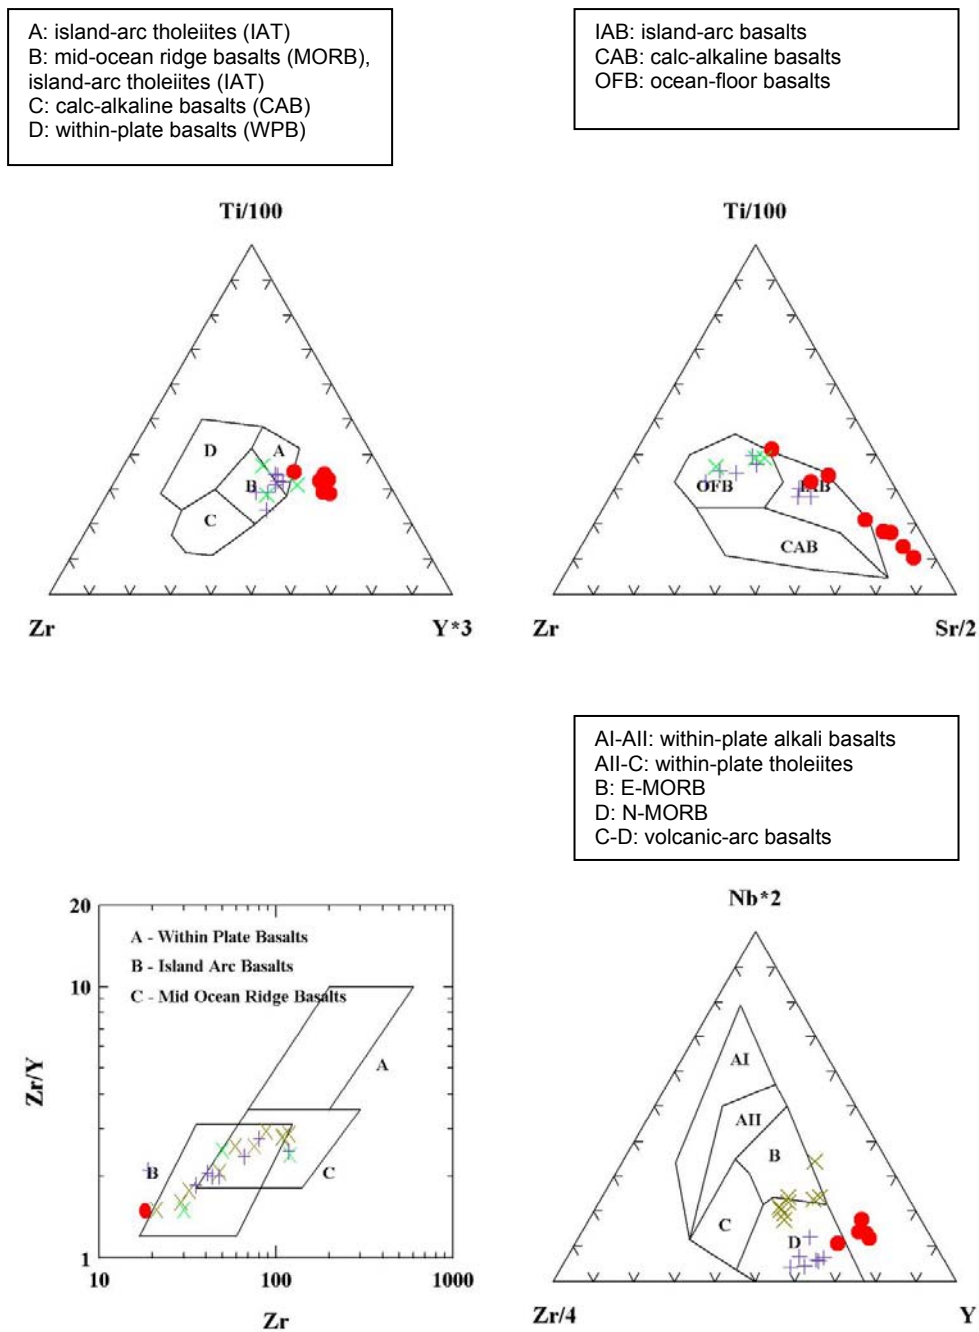 A: island-arc tholeiites (IAT)
B: mid-ocean ridge basalts (MORB),
island-arc tholeiites (IAT)
C: calc-alkaline basalts (CAB)
D: within-plate basalts (WPB)
IAB: island-arc basalts
CAB: calc-alkaline basalts
OFB: ocean-floor basalts
Ti/100
D
A
B
C
Zr
Y*3
Ti/100
OFB
IAB
CAB
Zr
Sr/2
AI-AII: within-plate alkali basalts
AII-C: within-plate tholeiites
B: E-MORB
D: N-MORB
C-D: volcanic-arc basalts
20
10
1
Zr/Y
A - Within Plate Basalts
B - Island Arc Basalts
C - Mid Ocean Ridge Basalts
A
B
C
10
100
1000
Zr
Nb*2
AI
AII
B
C
D
Zr/4
Y